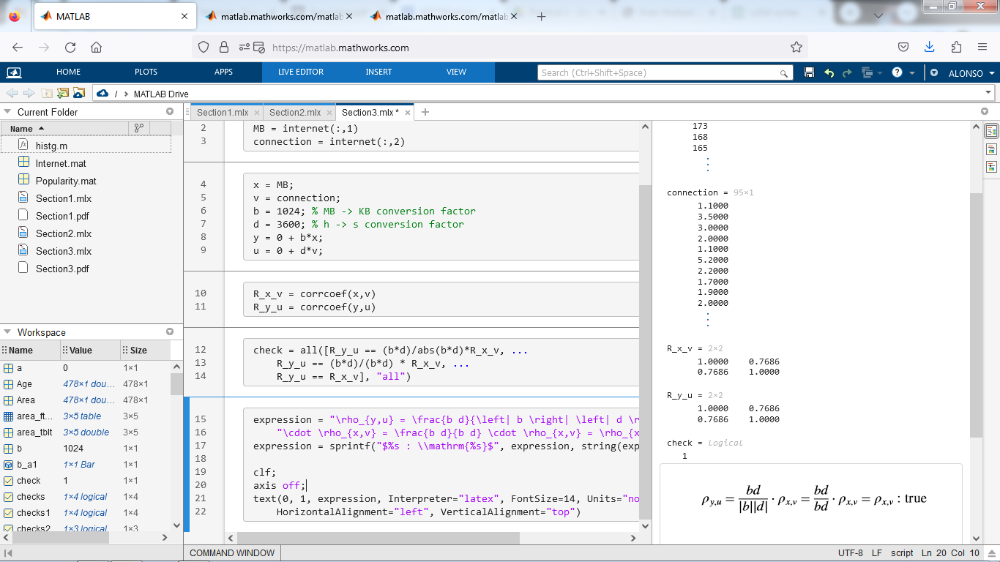 MATLAB
matlab.mathworks.com/matlab
matlab.mathworks.com/matlab
https://matlab.mathworks.com
HOME PLOTS APPS LIVE EDITOR INSERT VIEW
Search (Ctrl+Shift+Space)
ALONSO
/ MATLAB Drive
Current Folder
Name
histg.m
Internet.mat
Popularity.mat
Section1.mlx
Section1.pdf
Section2.mlx
Section3.mlx
Section3.pdf
Workspace
Name Value Size
a 0 1×1
Age 478×1 dou... 478×1
Area 478×1 dou... 478×1
area_ft... 3×5 table 3×5
area_tblt 3×5 double 3×5
b 1024 1×1
b_a1 1×1 Bar 1×1
check 1 1×1
checks 1×4 logical 1×4
checks1 1×4 logical 1×4
checks2 1×3 logical 1×3
Section1.mlx Section2.mlx Section3.mlx *
2 MB = internet(:,1)
3 connection = internet(:,2)
4 x = MB;
5 v = connection;
6 b = 1024; % MB -> KB conversion factor
7 d = 3600; % h -> s conversion factor
8 y = 0 + b*x;
9 u = 0 + d*v;
10 R_x_v = corrcoef(x,v)
11 R_y_u = corrcoef(y,u)
12 check = all([R_y_u == (b*d)/abs(b*d)*R_x_v, ...
13 R_y_u == (b*d)/(b*d) * R_x_v, ...
14 R_y_u == R_x_v], "all")
15 expression = "\rho_{y,u} = \frac{b d}{\left| b \right| \left| d \r
16 "\cdot \rho_{x,v} = \frac{b d}{b d} \cdot \rho_{x,v} = \rho_{x
17 expression = sprintf("$%s : \\mathrm{%s}$", expression, string(exp
18
19 clf;
20 axis off;
21 text(0, 1, expression, Interpreter="latex", FontSize=14, Units="no
22 HorizontalAlignment="left", VerticalAlignment="top")
173
168
165
connection = 95×1
1.1000
3.5000
3.0000
2.0000
1.1000
5.2000
2.2000
1.7000
1.9000
2.0000
R_x_v = 2×2
1.0000 0.7686
0.7686 1.0000
R_y_u = 2×2
1.0000 0.7686
0.7686 1.0000
check = logical
1
ρy,u = bd/|b||d| · ρx,v = bd/bd · ρx,v = ρx,v : true
COMMAND WINDOW
UTF-8 LF script Ln 20 Col 10